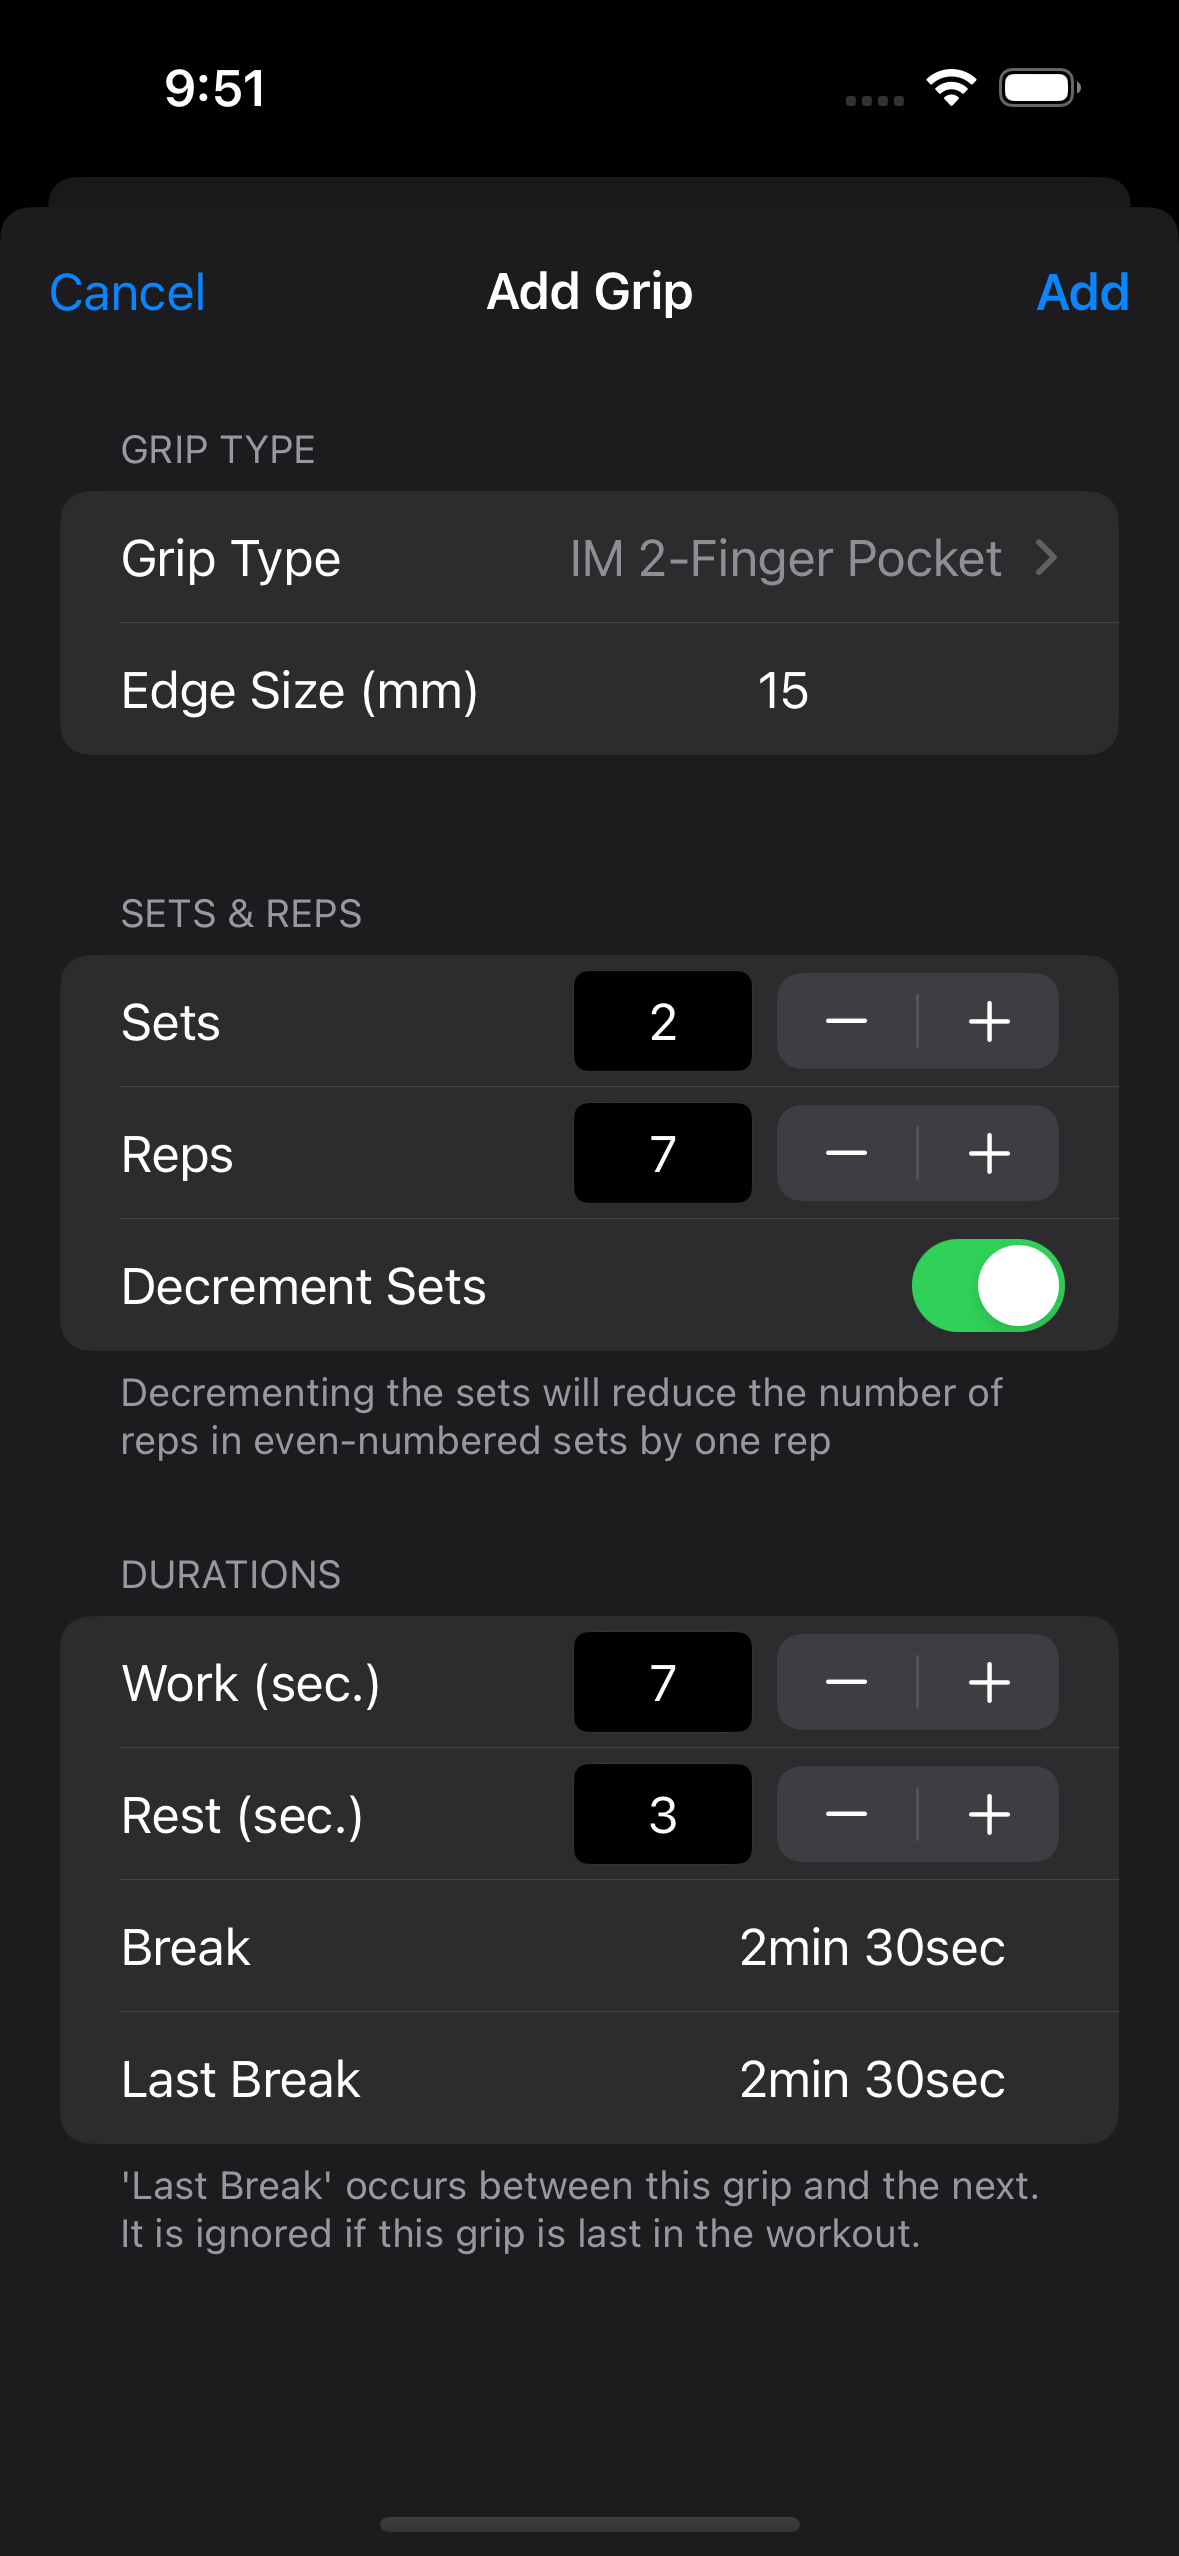 9:51
Cancel Add Grip Add
GRIP TYPE
Grip Type IM 2-Finger Pocket
Edge Size (mm) 15
SETS & REPS
Sets 2
Reps 7
Decrement Sets
Decrementing the sets will reduce the number of
reps in even-numbered sets by one rep
DURATIONS
Work (sec.) 7
Rest (sec.) 3
Break 2min 30sec
Last Break 2min 30sec
'Last Break' occurs between this grip and the next.
It is ignored if this grip is last in the workout.